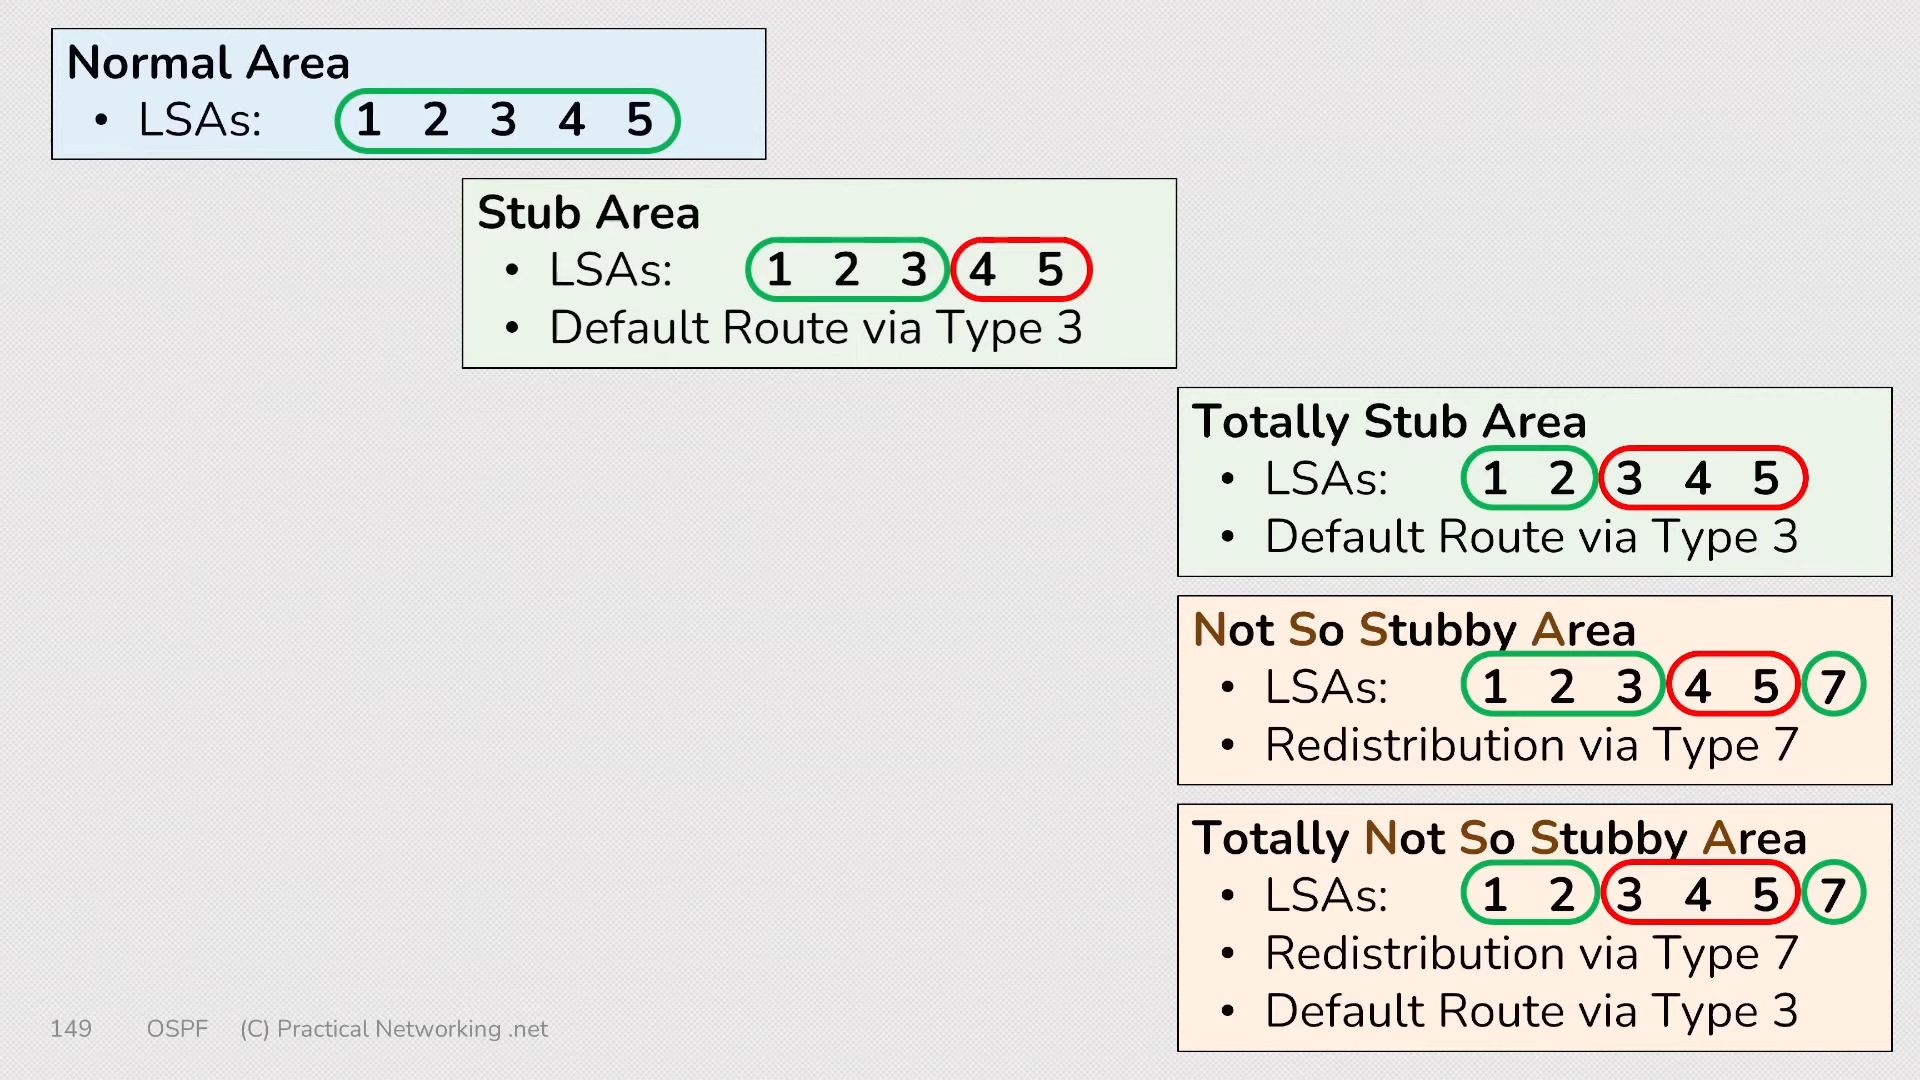 Normal Area
• LSAs: 1 2 3 4 5
Stub Area
• LSAs: 1 2 3 4 5
• Default Route via Type 3
Totally Stub Area
• LSAs: 1 2 3 4 5
• Default Route via Type 3
Not So Stubby Area
• LSAs: 1 2 3 4 5 7
• Redistribution via Type 7
Totally Not So Stubby Area
• LSAs: 1 2 3 4 5 7
• Redistribution via Type 7
• Default Route via Type 3
149 OSPF (C) Practical Networking .net